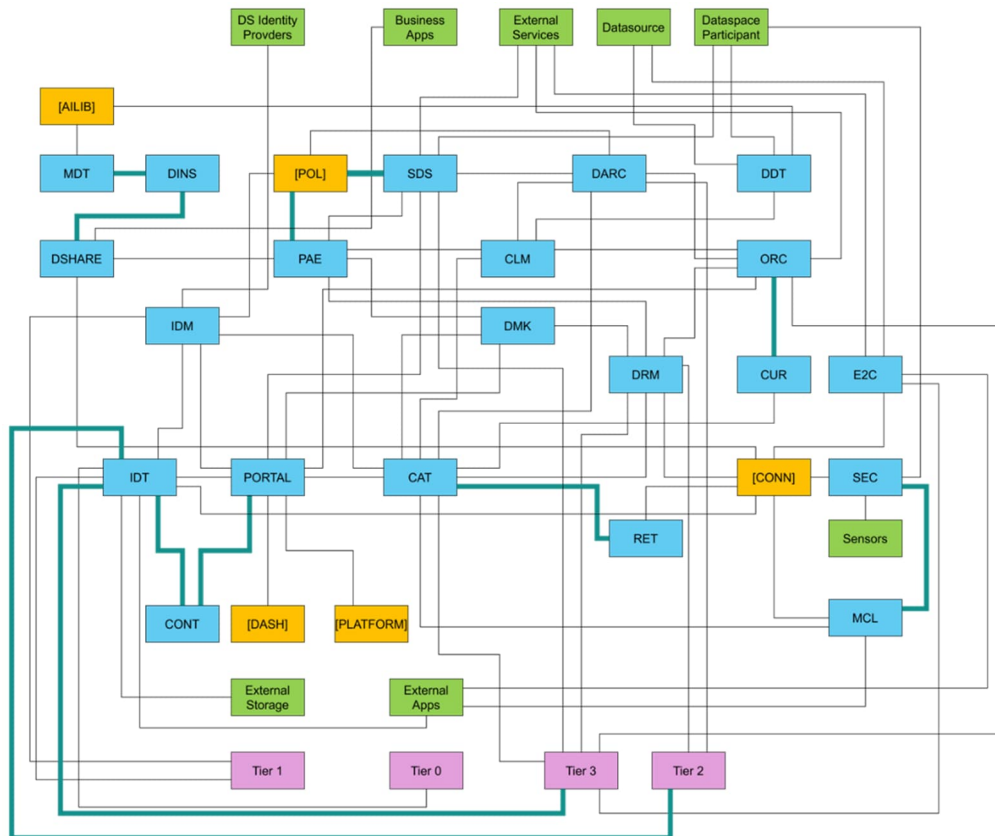 DS Identity
Provders
Business
Apps
External
Services
Datasource
Dataspace
Participant
[AILIB]
MDT
DINS
[POL]
SDS
DARC
DDT
DSHARE
PAE
CLM
ORC
IDM
DMK
DRM
CUR
E2C
IDT
PORTAL
CAT
[CONN]
SEC
RET
Sensors
CONT
[DASH]
[PLATFORM]
MCL
External
Storage
External
Apps
Tier 1
Tier 0
Tier 3
Tier 2